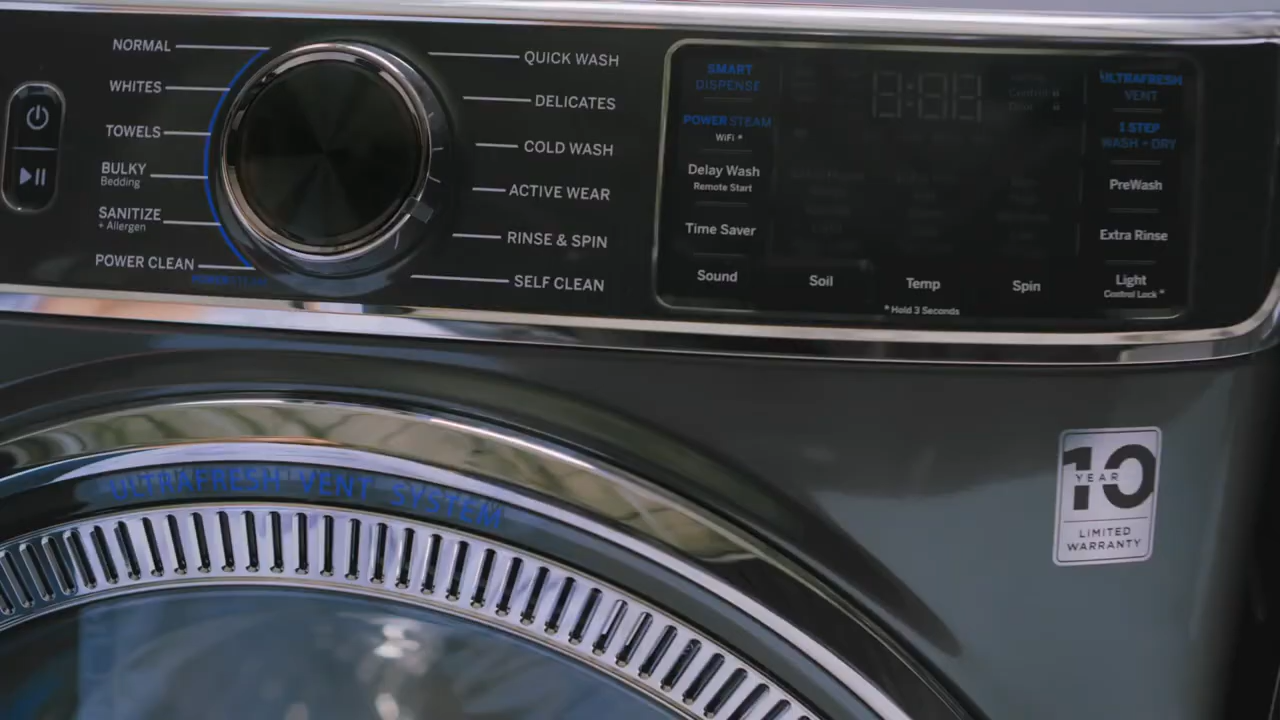 NORMAL
WHITES
TOWELS
BULKY
Bedding
SANITIZE
+ Allergen
POWER CLEAN
QUICK WASH
DELICATES
COLD WASH
ACTIVE WEAR
RINSE & SPIN
SELF CLEAN
SMART
DISPENSE
POWER STEAM
WiFi *
Delay Wash
Remote Start
Time Saver
Sound
Soil
Temp
Spin
* Hold 3 Seconds
ULTRAFRESH
VENT
1 STEP
WASH + DRY
PreWash
Extra Rinse
Light
Control Lock *
ULTRAFRESH VENT SYSTEM
10
YEAR
LIMITED
WARRANTY